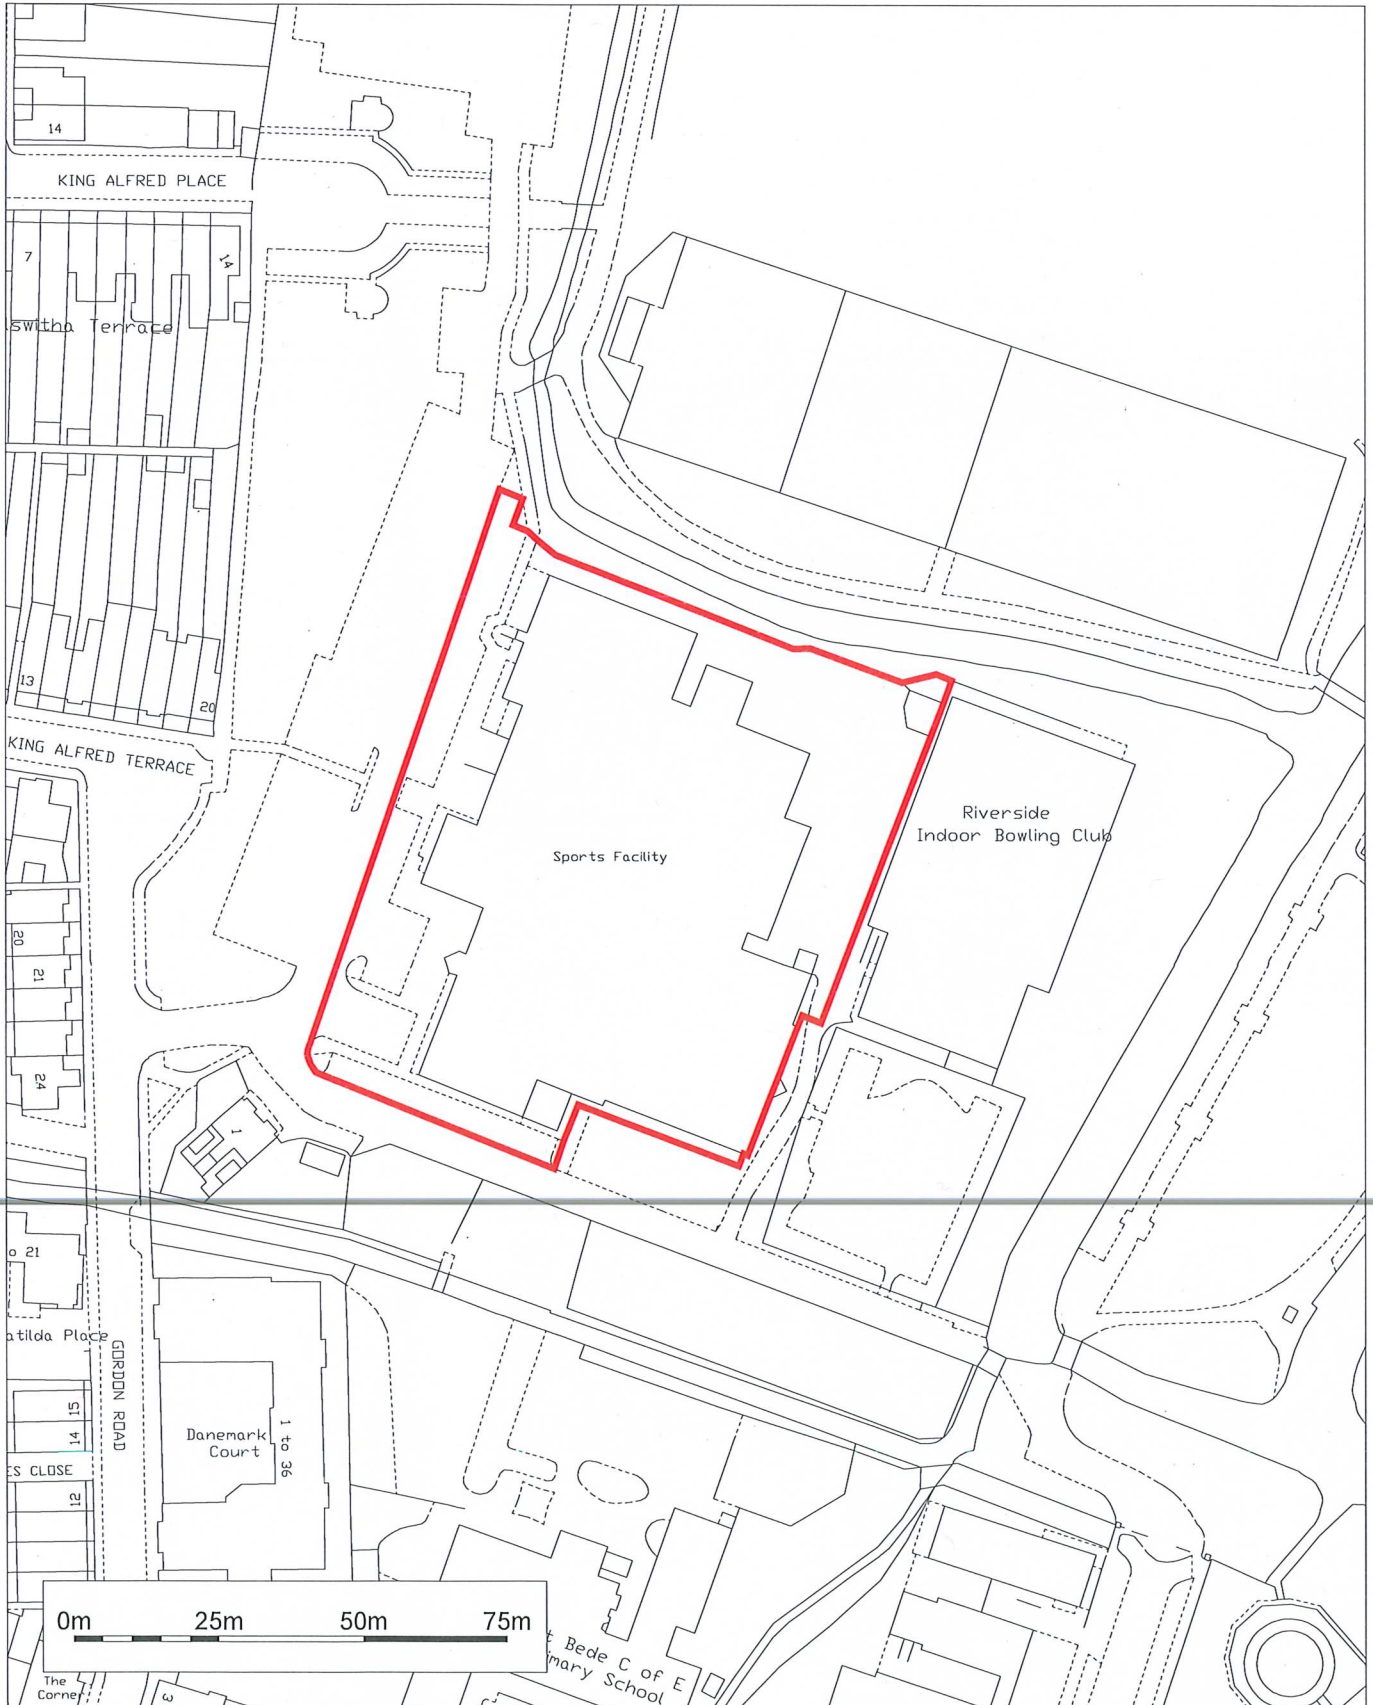 14
KING ALFRED PLACE
7
14
lswitha Terrace
13
20
KING ALFRED TERRACE
Riverside
Indoor Bowling Club
Sports Facility
20
21
24
1
o 21
atilda Place
GORDON ROAD
15
14
Danemark
Court
1 to 36
ES CLOSE
12
0m 25m 50m 75m
t Bede C of E
imary School
The
Corner
3